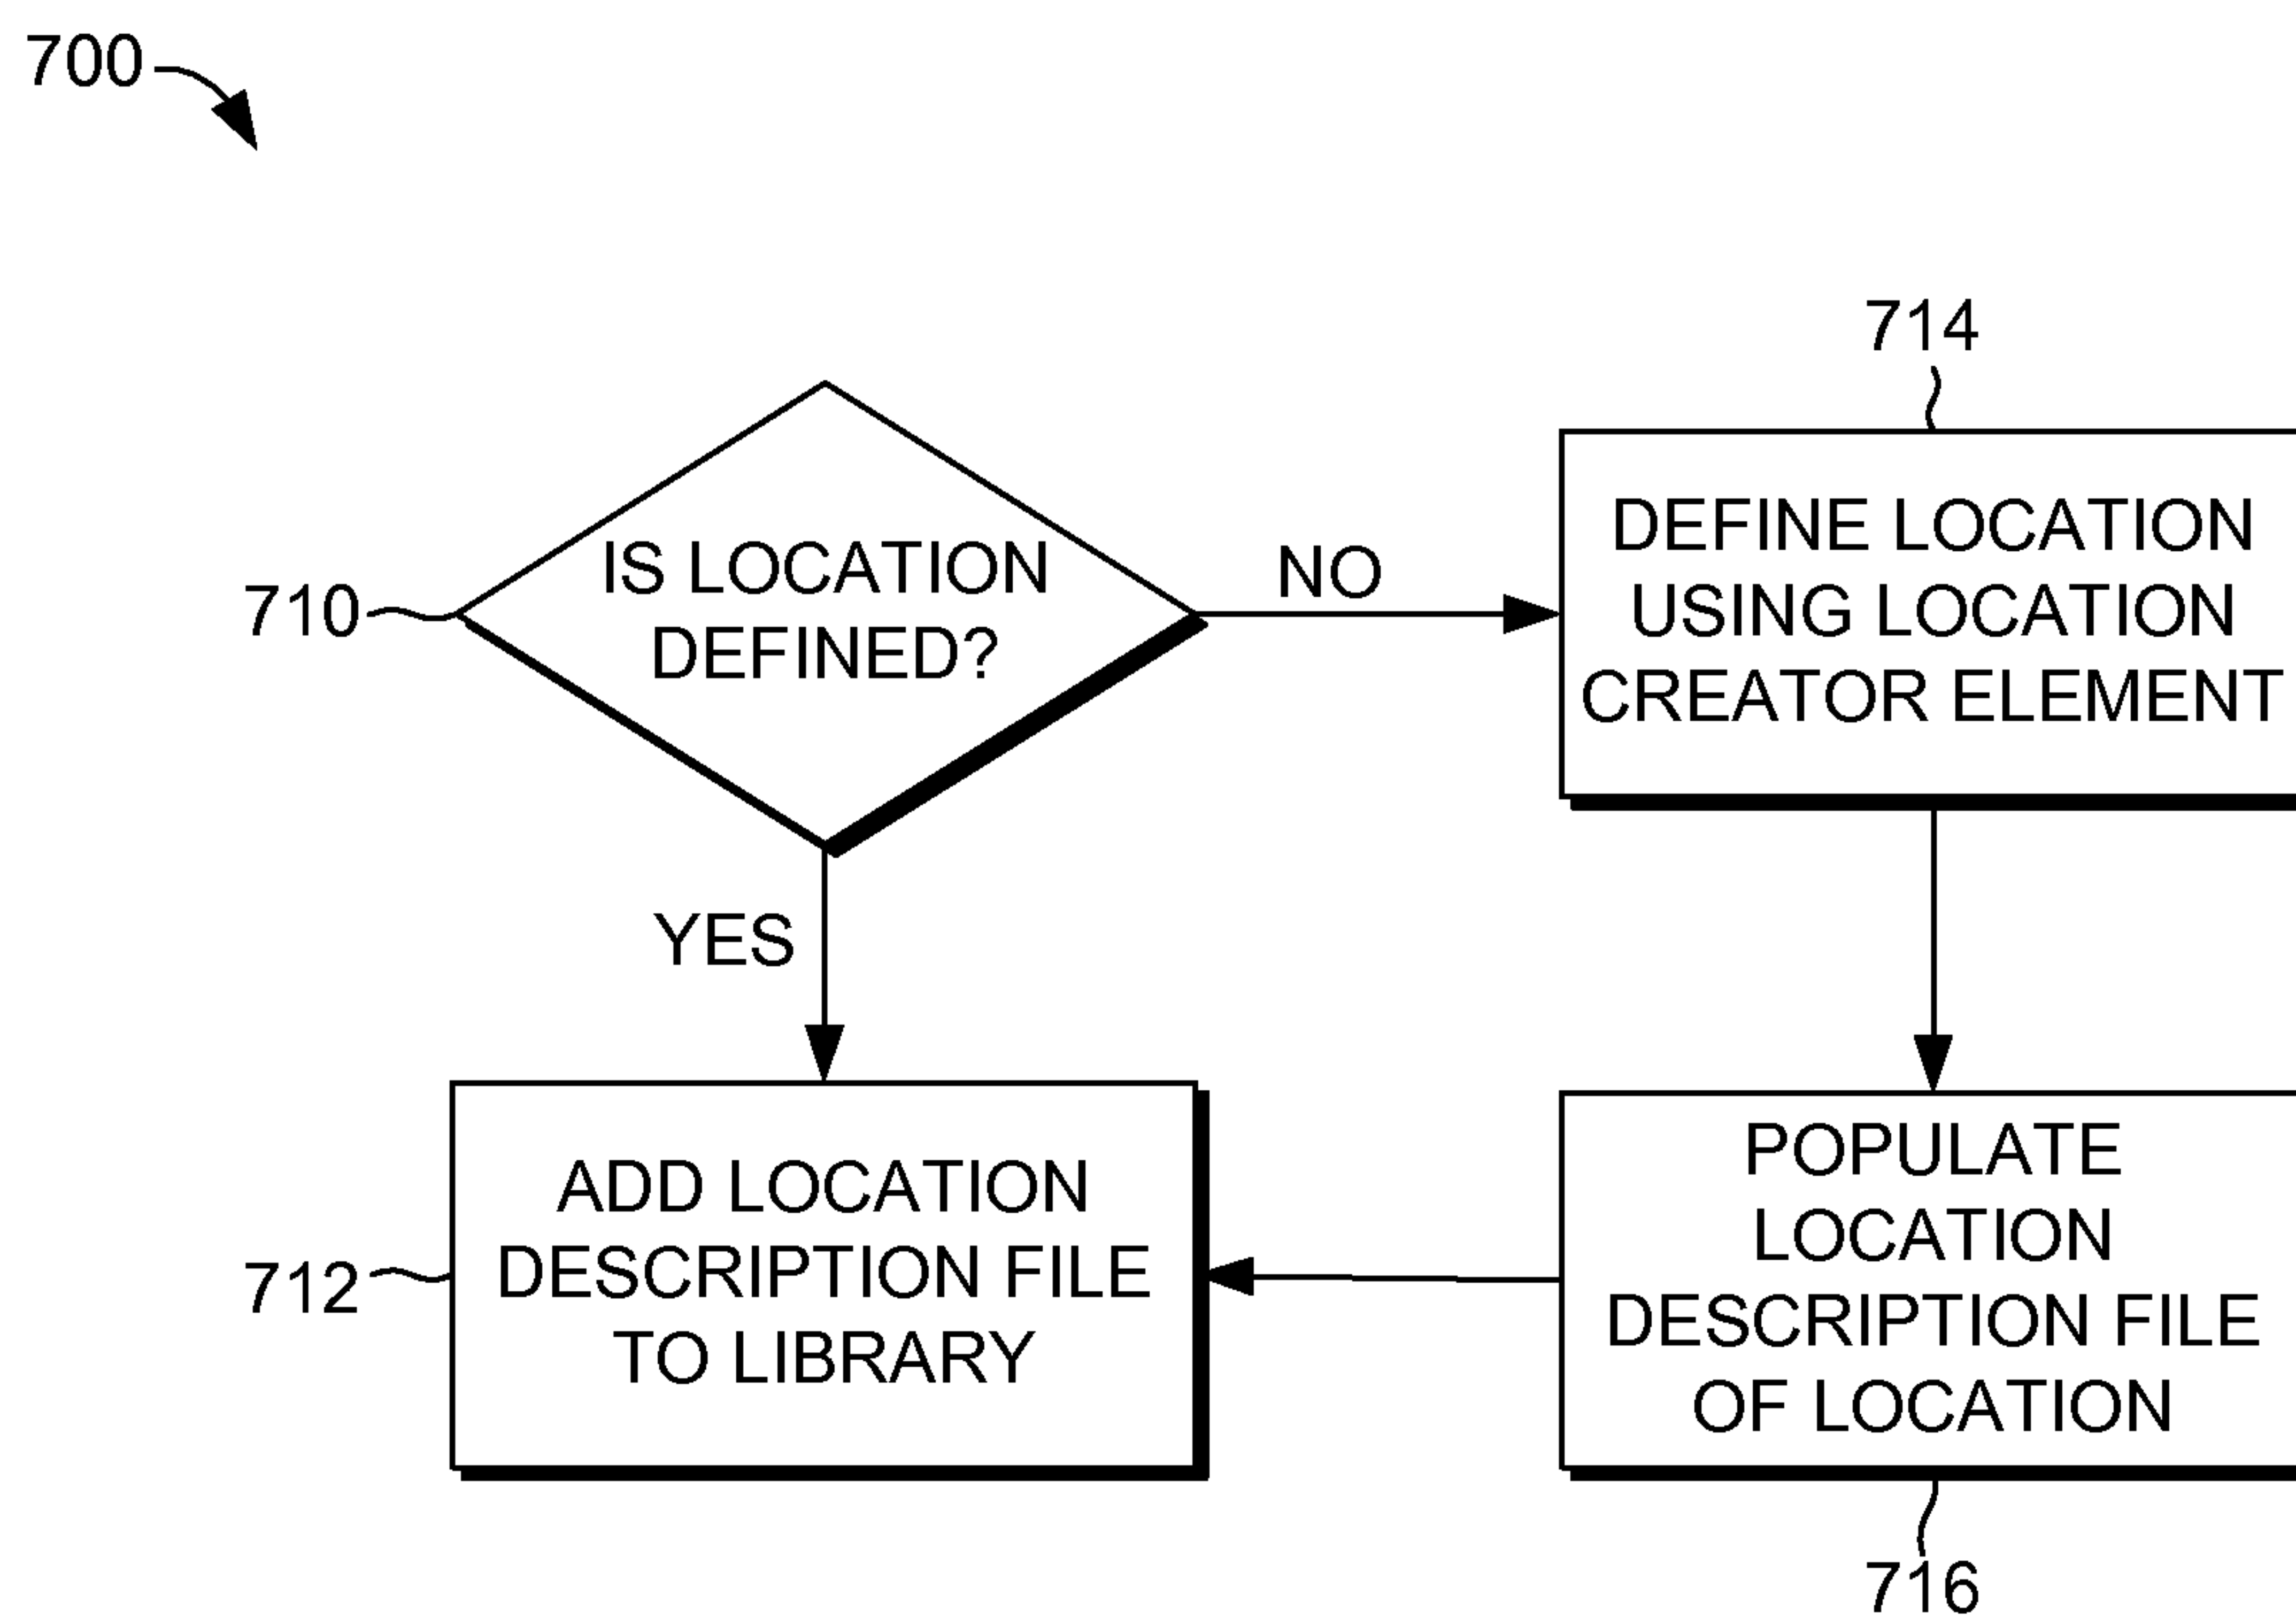 700
714
IS LOCATION
DEFINED?
710
NO
DEFINE LOCATION
USING LOCATION
CREATOR ELEMENT
YES
ADD LOCATION
DESCRIPTION FILE
TO LIBRARY
712
POPULATE
LOCATION
DESCRIPTION FILE
OF LOCATION
716